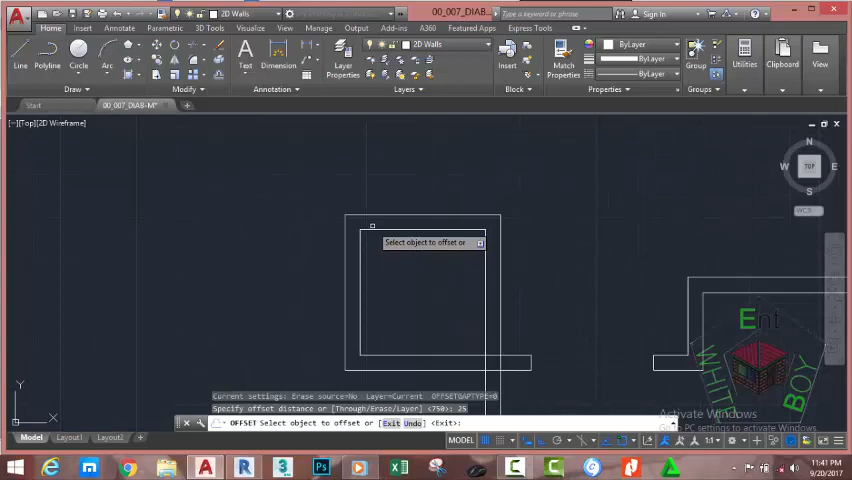 2D Walls
00_007_DIAB-...
Type a keyword or phrase
Sign In
Home Insert Annotate Parametric View Manage Output Add-ins A360 Express Tools Featured Apps Visualize
Line Polyline Circle Arc
Text Dimension
Layer
Properties
2D Walls
Insert
Match
Properties
ByLayer
ByLayer
ByLayer
Group
Utilities
Clipboard
View
Draw Modify Annotation Layers Block Properties Groups
Start
00_007_DIAB-M*
[−][Top][2D Wireframe]
N
W TOP E
S
WCS
Select object to offset or
Ent
WHITE
BOY
Y
X
Current settings: Erase source=No Layer=Current OFFSETGAPTYPE=0
Specify offset distance or [Through/Erase/Layer] <750>: 25
OFFSET Select object to offset or [Exit Undo] <Exit>:
Activate Windows
Go to PC settings to activate Windows.
Model Layout1 Layout2
MODEL
1:1
11:41 PM
9/20/2017